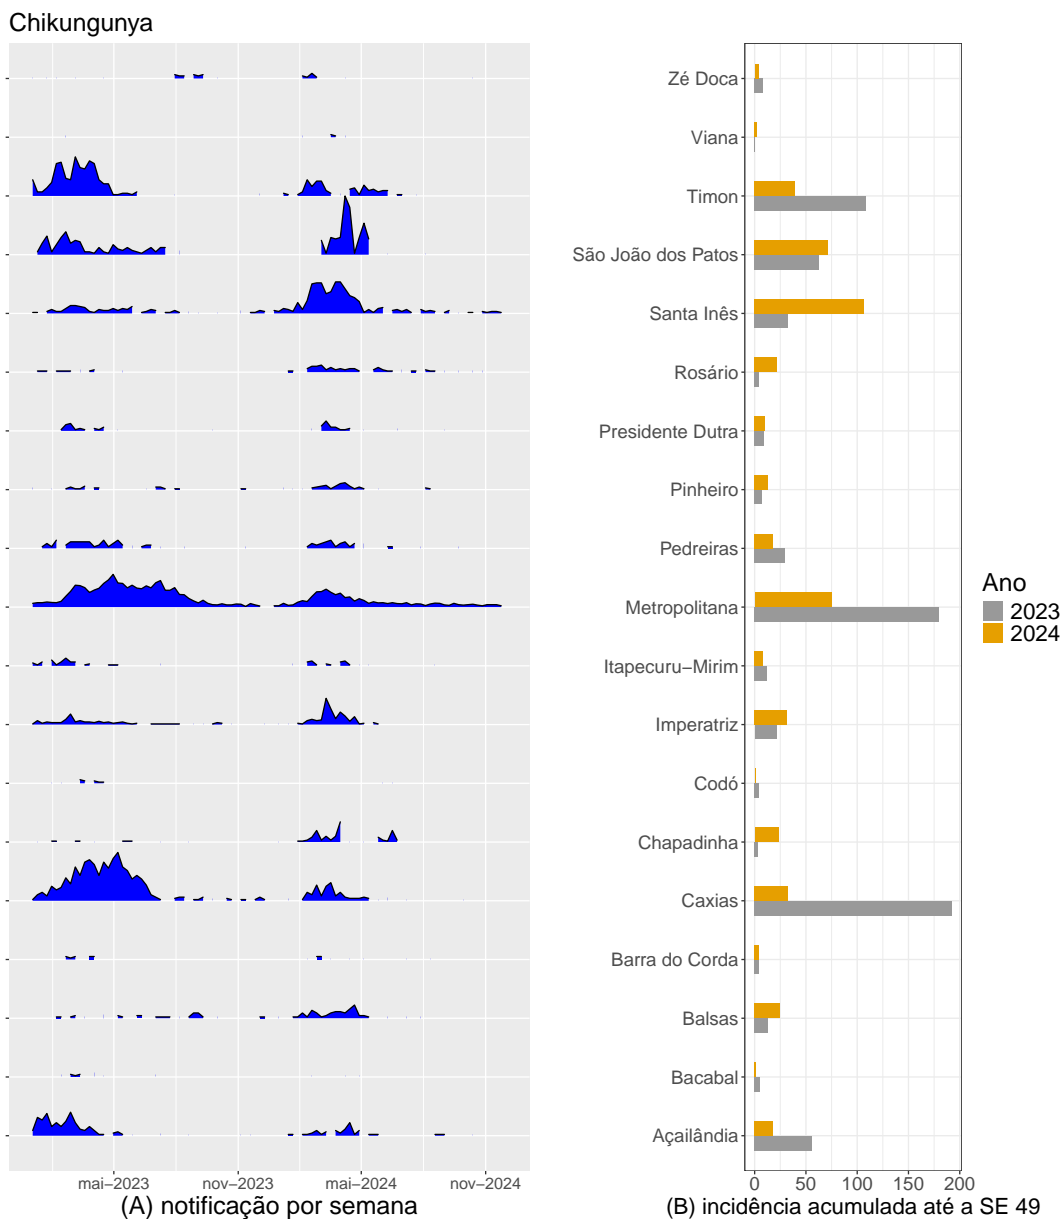 Chikungunya
Zé Doca
Viana
Timon
São João dos Patos
Santa Inês
Rosário
Presidente Dutra
Pinheiro
Pedreiras
Metropolitana
Itapecuru−Mirim
Imperatriz
Codó
Chapadinha
Caxias
Barra do Corda
Balsas
Bacabal
Açailândia
Ano
2023
2024
mai−2023 nov−2023 mai−2024 nov−2024
0 50 100 150 200
(A) notificação por semana
(B) incidência acumulada até a SE 49